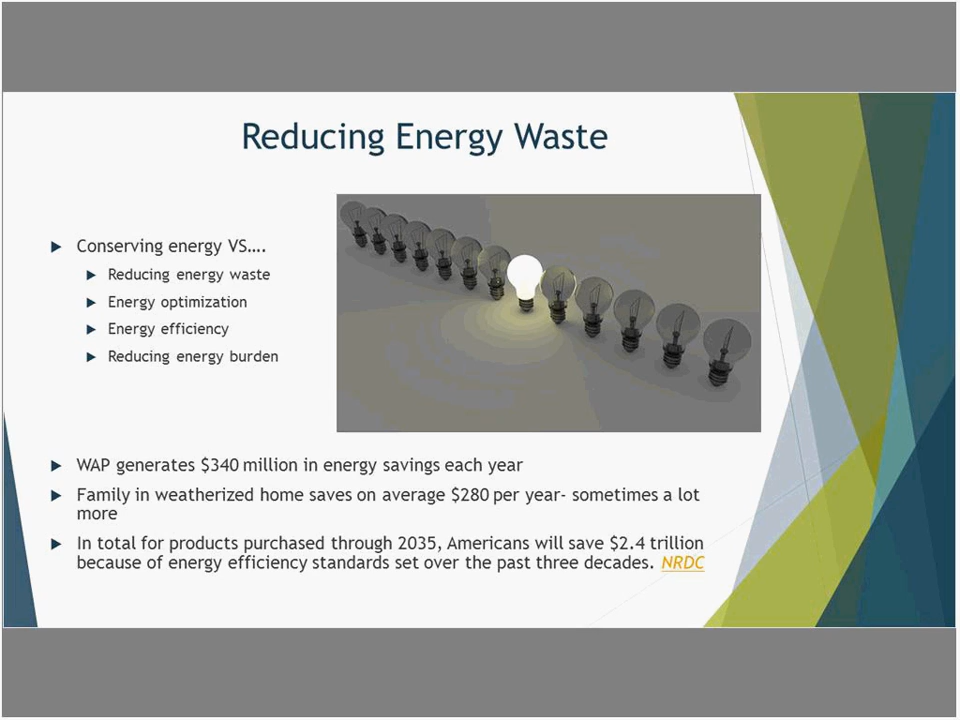 Reducing Energy Waste
Conserving energy VS….
Reducing energy waste
Energy optimization
Energy efficiency
Reducing energy burden
WAP generates $340 million in energy savings each year
Family in weatherized home saves on average $280 per year- sometimes a lot
more
In total for products purchased through 2035, Americans will save $2.4 trillion
because of energy efficiency standards set over the past three decades. NRDC